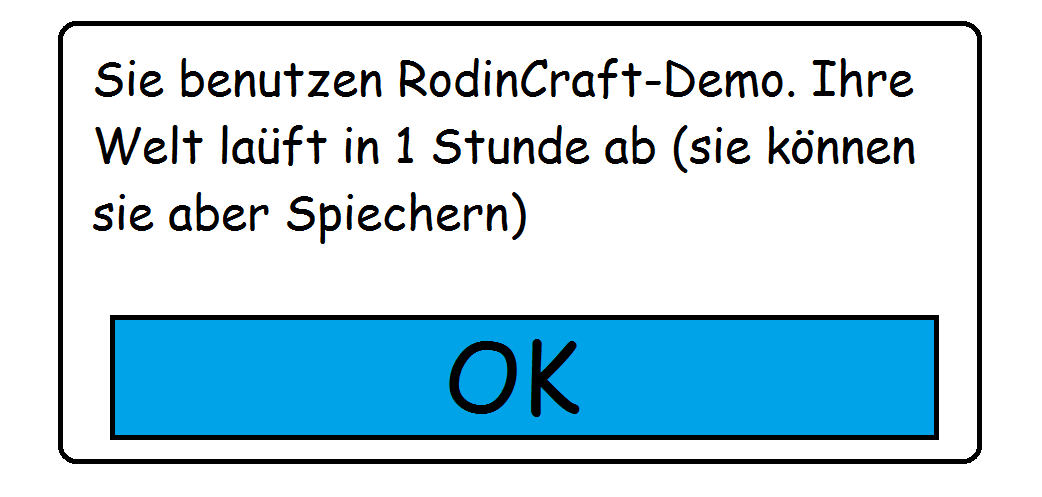 Sie benutzen RodinCraft-Demo. Ihre
Welt laüft in 1 Stunde ab (sie können
sie aber Spiechern)
OK